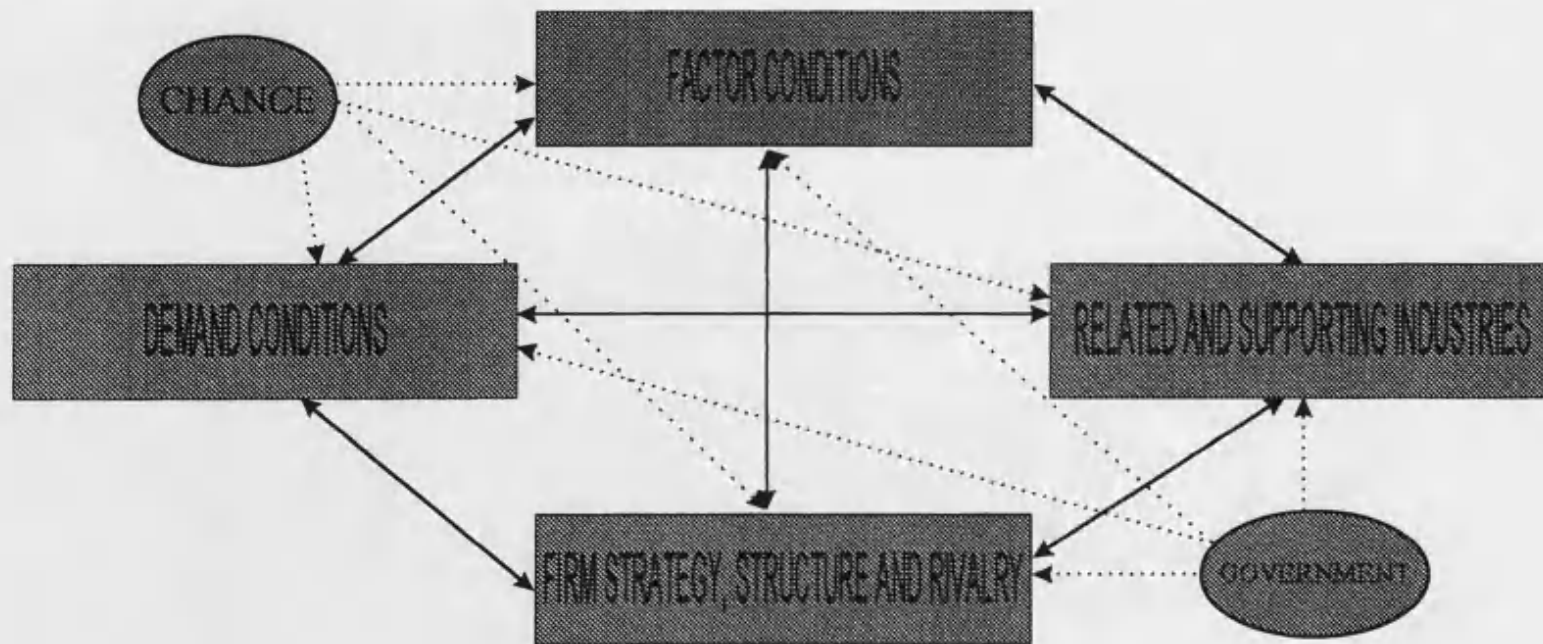 FACTOR CONDITIONS
CHANCE
DEMAND CONDITIONS
RELATED AND SUPPORTING INDUSTRIES
FIRM STRATEGY, STRUCTURE AND RIVALRY
GOVERNMENT